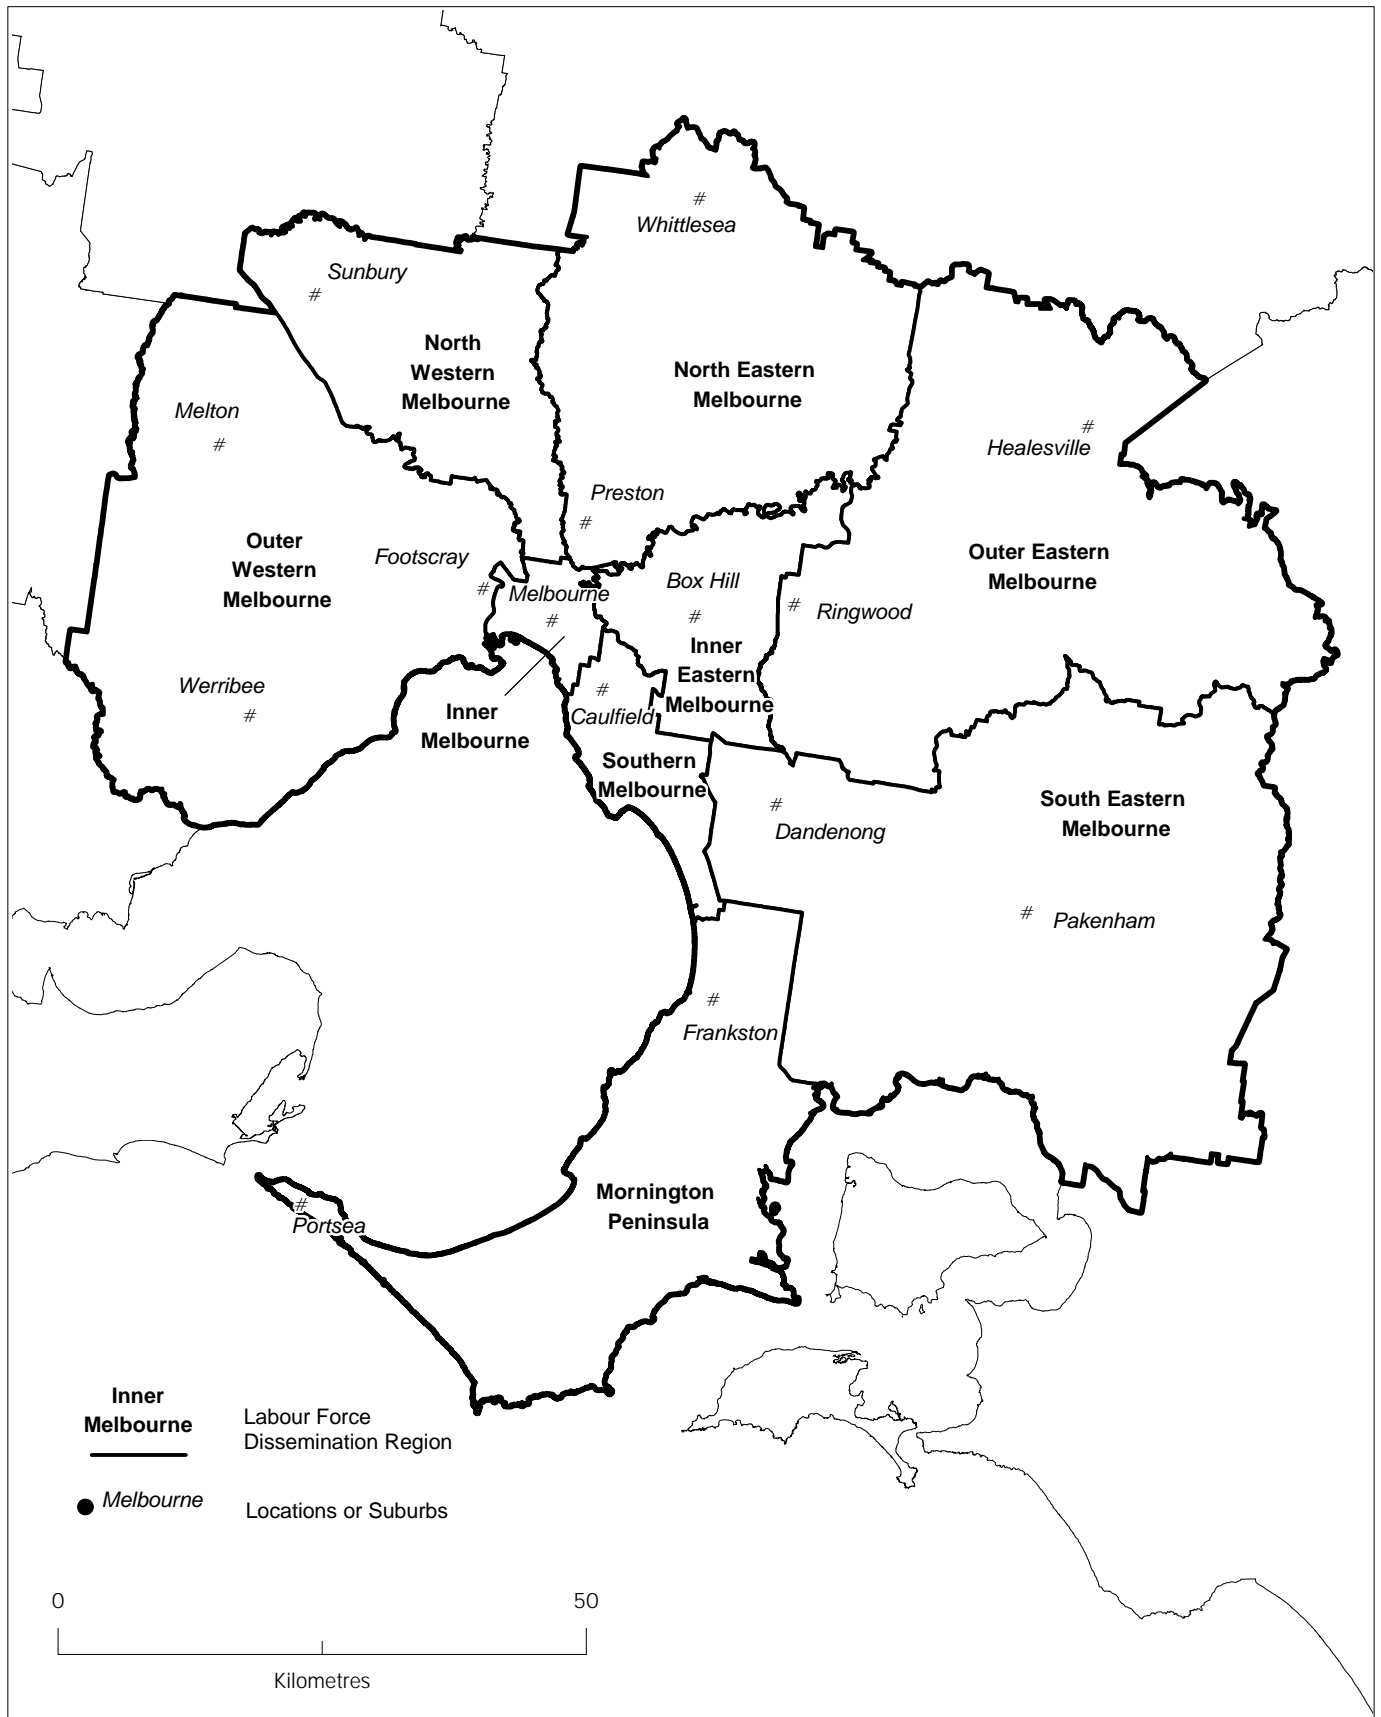 #
Whittlesea
Sunbury
#
North
Western
Melbourne
North Eastern
Melbourne
Melton
#
#
Healesville
Preston
#
Outer
Western
Melbourne
Footscray
#
Melbourne
#
Box Hill
#
Inner
Eastern
Melbourne
#
Ringwood
Outer Eastern
Melbourne
Werribee
#
Inner
Melbourne
#
Caulfield
Southern
Melbourne
#
Dandenong
South Eastern
Melbourne
#
Pakenham
#
Frankston
Mornington
Peninsula
#
Portsea
Inner
Melbourne
Labour Force
Dissemination Region
Melbourne
Locations or Suburbs
0
50
Kilometres